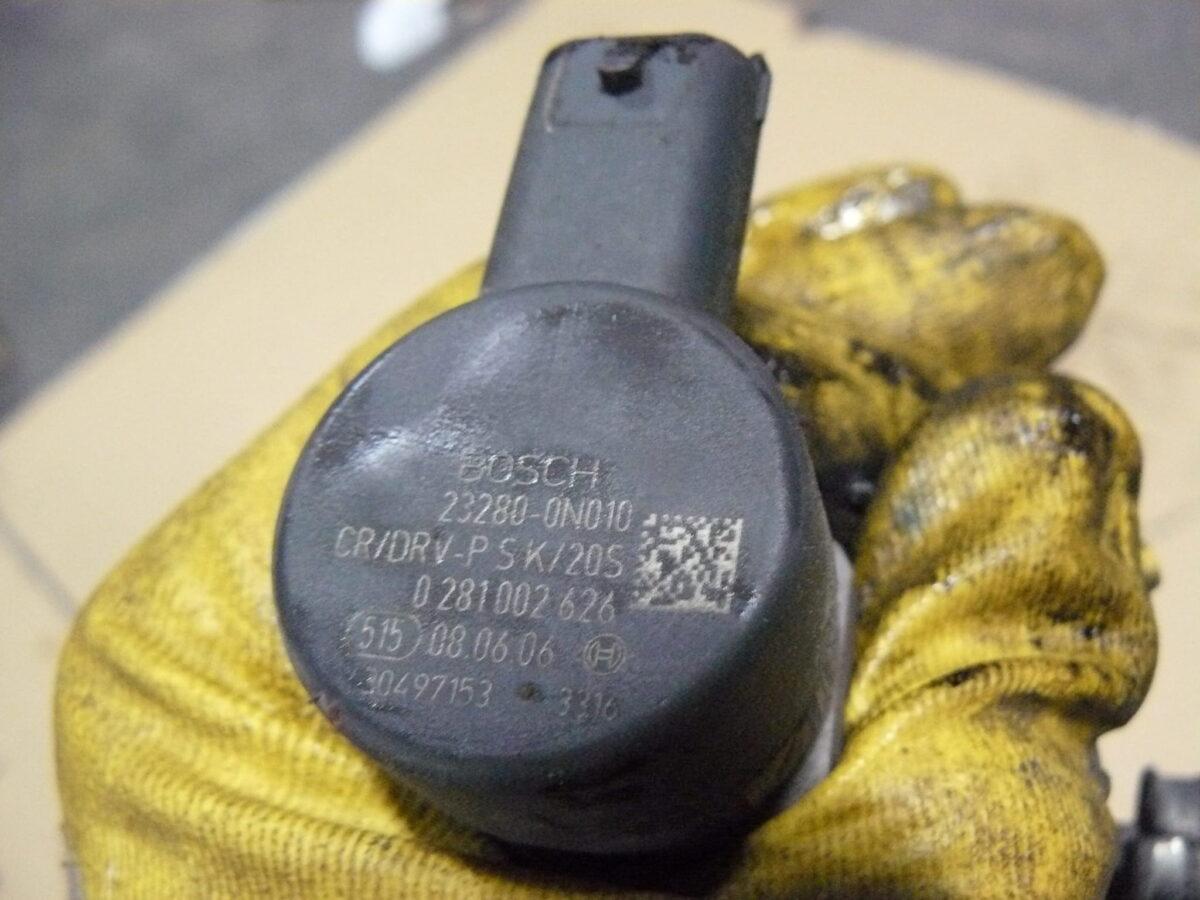 BOSCH
23280-0N010
CR/DRV-P S K/20S
0 281 002 626
515 08.06.06
30497153 3316